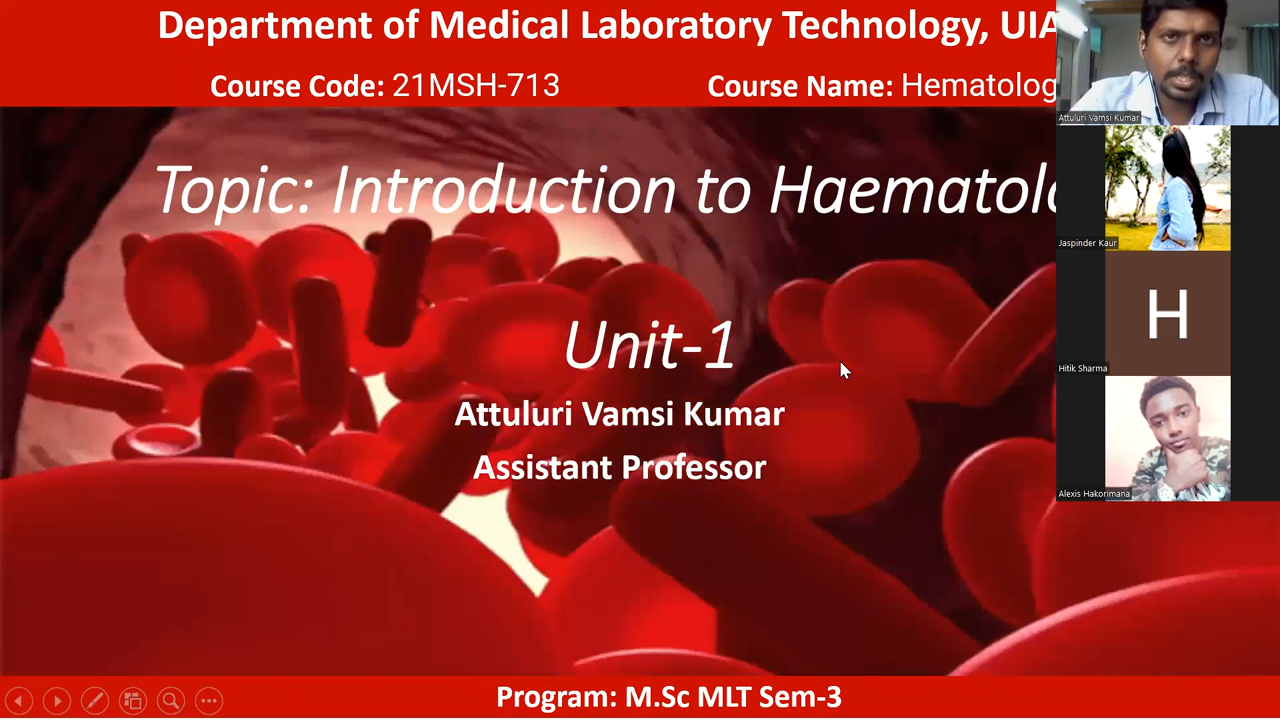 Department of Medical Laboratory Technology, UIA
Course Code: 21MSH-713
Course Name: Hematolog
Topic: Introduction to Haematolo
Unit-1
Attuluri Vamsi Kumar
Assistant Professor
Program: M.Sc MLT Sem-3
Attuluri Vamsi Kumar
Jaspinder Kaur
H
Hitik Sharma
Alexis Hakorimana